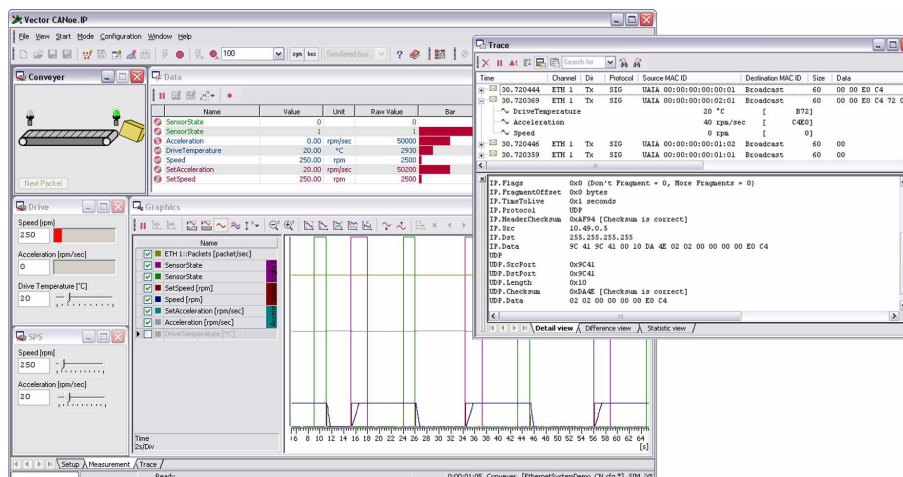 Vector CANoe.IP
File View Start Mode Configuration Window Help
100 sym hex Simulated bus
Conveyer
Next Packet
Data
Name Value Unit Raw Value Bar
SensorState 0 0
SensorState 1 1
Acceleration 0.00 rpm/sec 50000
DriveTemperature 20.00 °C 2930
Speed 250.00 rpm 2500
SetAcceleration 20.00 rpm/sec 50200
SetSpeed 250.00 rpm 2500
Drive
Speed [rpm]
250
Acceleration [rpm/sec]
0
Drive Temperature [°C]
20
SPS
Speed [rpm]
250
Acceleration [rpm/sec]
20
Graphics
Name
ETH 1::Packets [packet/sec]
SensorState
SensorState
SetSpeed [rpm]
Speed [rpm]
SetAcceleration [rpm/sec]
Acceleration [rpm/sec]
DriveTemperature [°C]
Time
2s/Div
6 8 10 12 14 16 18 20 22 24 26 28 30 32 34 36 38 40 42 44 46 48 50 52 54 56 58 60 62 64
[s]
Setup Measurement Trace
Ready 0:00:01:05 Conveyer [EthernetSystemDemo_CN.cfg *] SIM
Trace
Search for
Time Channel Dir Protocol Source MAC ID Destination MAC ID Size Data
30.720444 ETH 1 Tx SIG UAIA 00:00:00:00:00:02 Broadcast 60 00 00 E0 C4
30.720369 ETH 1 Tx SIG UAIA 00:00:00:00:02:01 Broadcast 60 00 00 E0 C4 72 0
DriveTemperature 20 °C [ B72]
Acceleration 40 rpm/sec [ C4E0]
Speed 0 rpm [ 0]
30.720446 ETH 1 Tx SIG UAIA 00:00:00:00:01:02 Broadcast 60 00
30.720359 ETH 1 Tx SIG UAIA 00:00:00:00:01:01 Broadcast 60 00
IP.Flags 0x0 (Don't Fragment = 0, More Fragments = 0)
IP.FragmentOffset 0x0 bytes
IP.TimeToLive 0x1 seconds
IP.Protocol UDP
IP.HeaderChecksum 0xAF94 [Checksum is correct]
IP.Src 10.49.0.5
IP.Dst 255.255.255.255
IP.Data 9C 41 9C 41 00 10 DA 4E 02 02 00 00 00 00 E0 C4
UDP
UDP.SrcPort 0x9C41
UDP.DstPort 0x9C41
UDP.Length 0x10
UDP.Checksum 0xDA4E [Checksum is correct]
UDP.Data 02 02 00 00 00 00 E0 C4
Detail view Difference view Statistic view